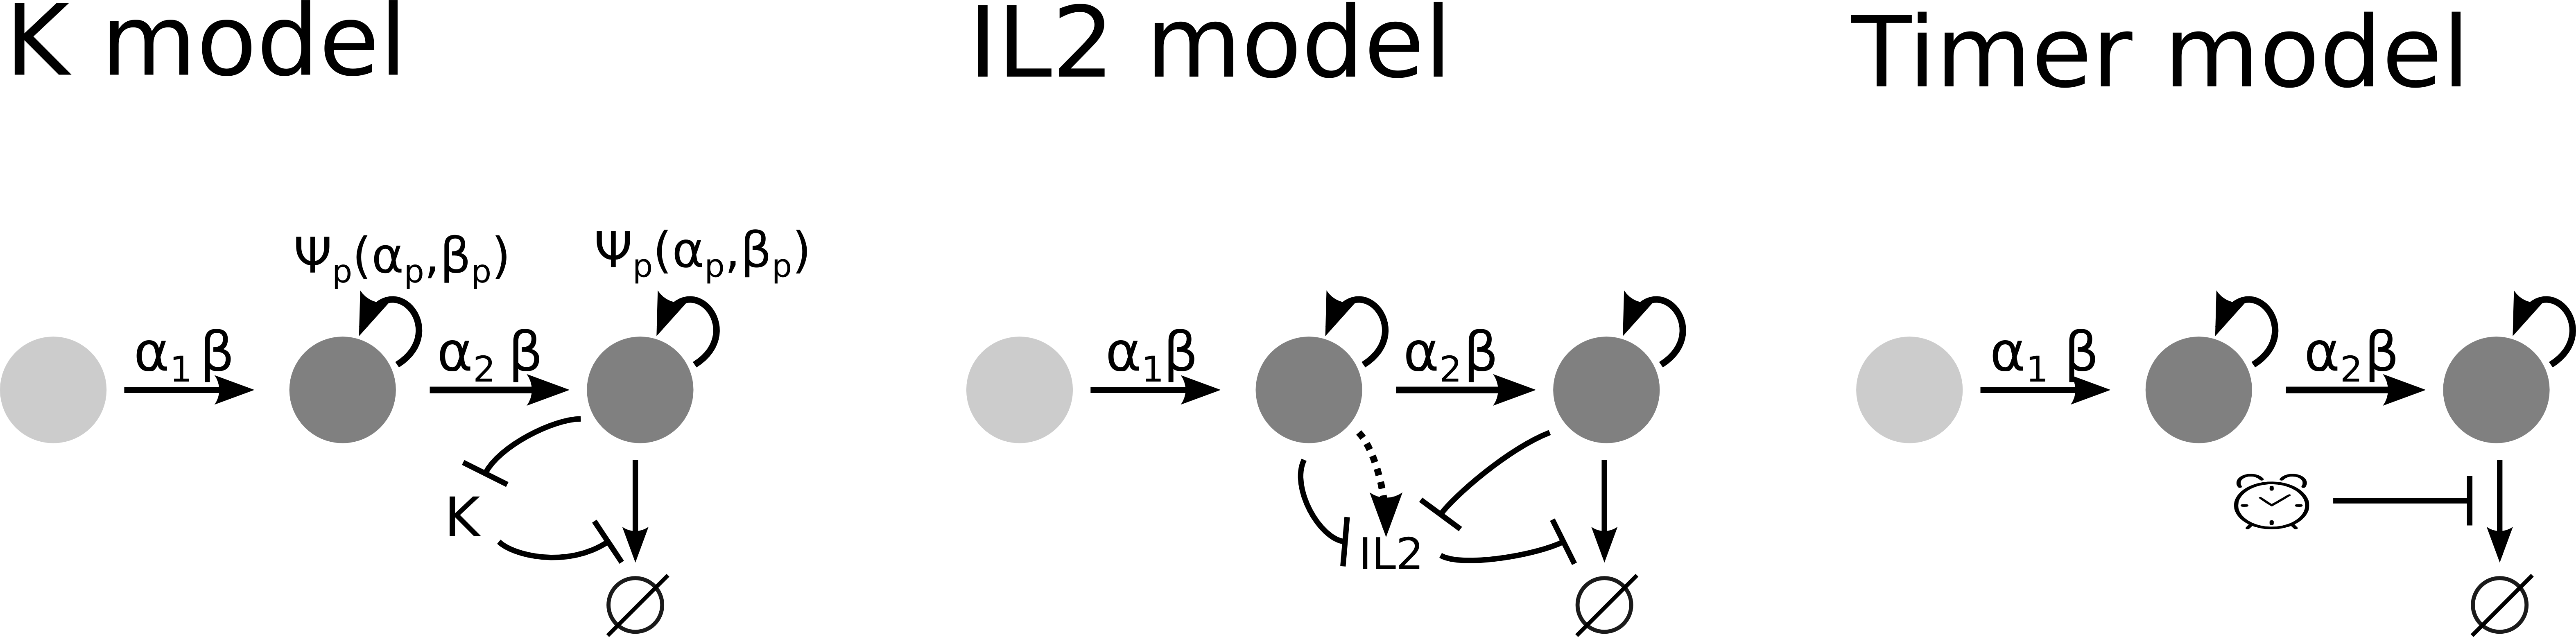 K model
IL2 model
Timer model
Ψp(αp,βp)
Ψp(αp,βp)
α1 β
α2 β
K
∅
α1β
α2β
IL2
∅
α1 β
α2β
∅